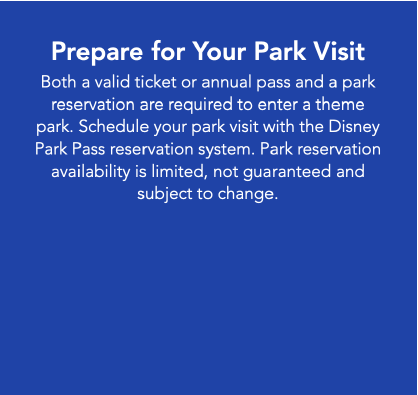 Prepare for Your Park Visit
Both a valid ticket or annual pass and a park
reservation are required to enter a theme
park. Schedule your park visit with the Disney
Park Pass reservation system. Park reservation
availability is limited, not guaranteed and
subject to change.